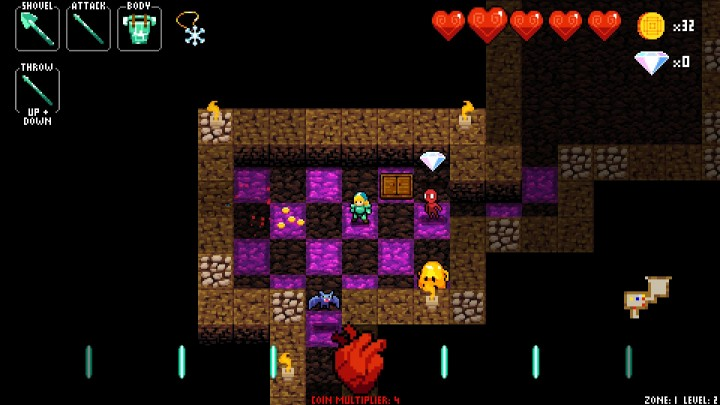 SHOVEL
ATTACK
BODY
x32
x0
THROW
UP +
DOWN
COIN MULTIPLIER: 4
ZONE: 1 LEVEL: 2